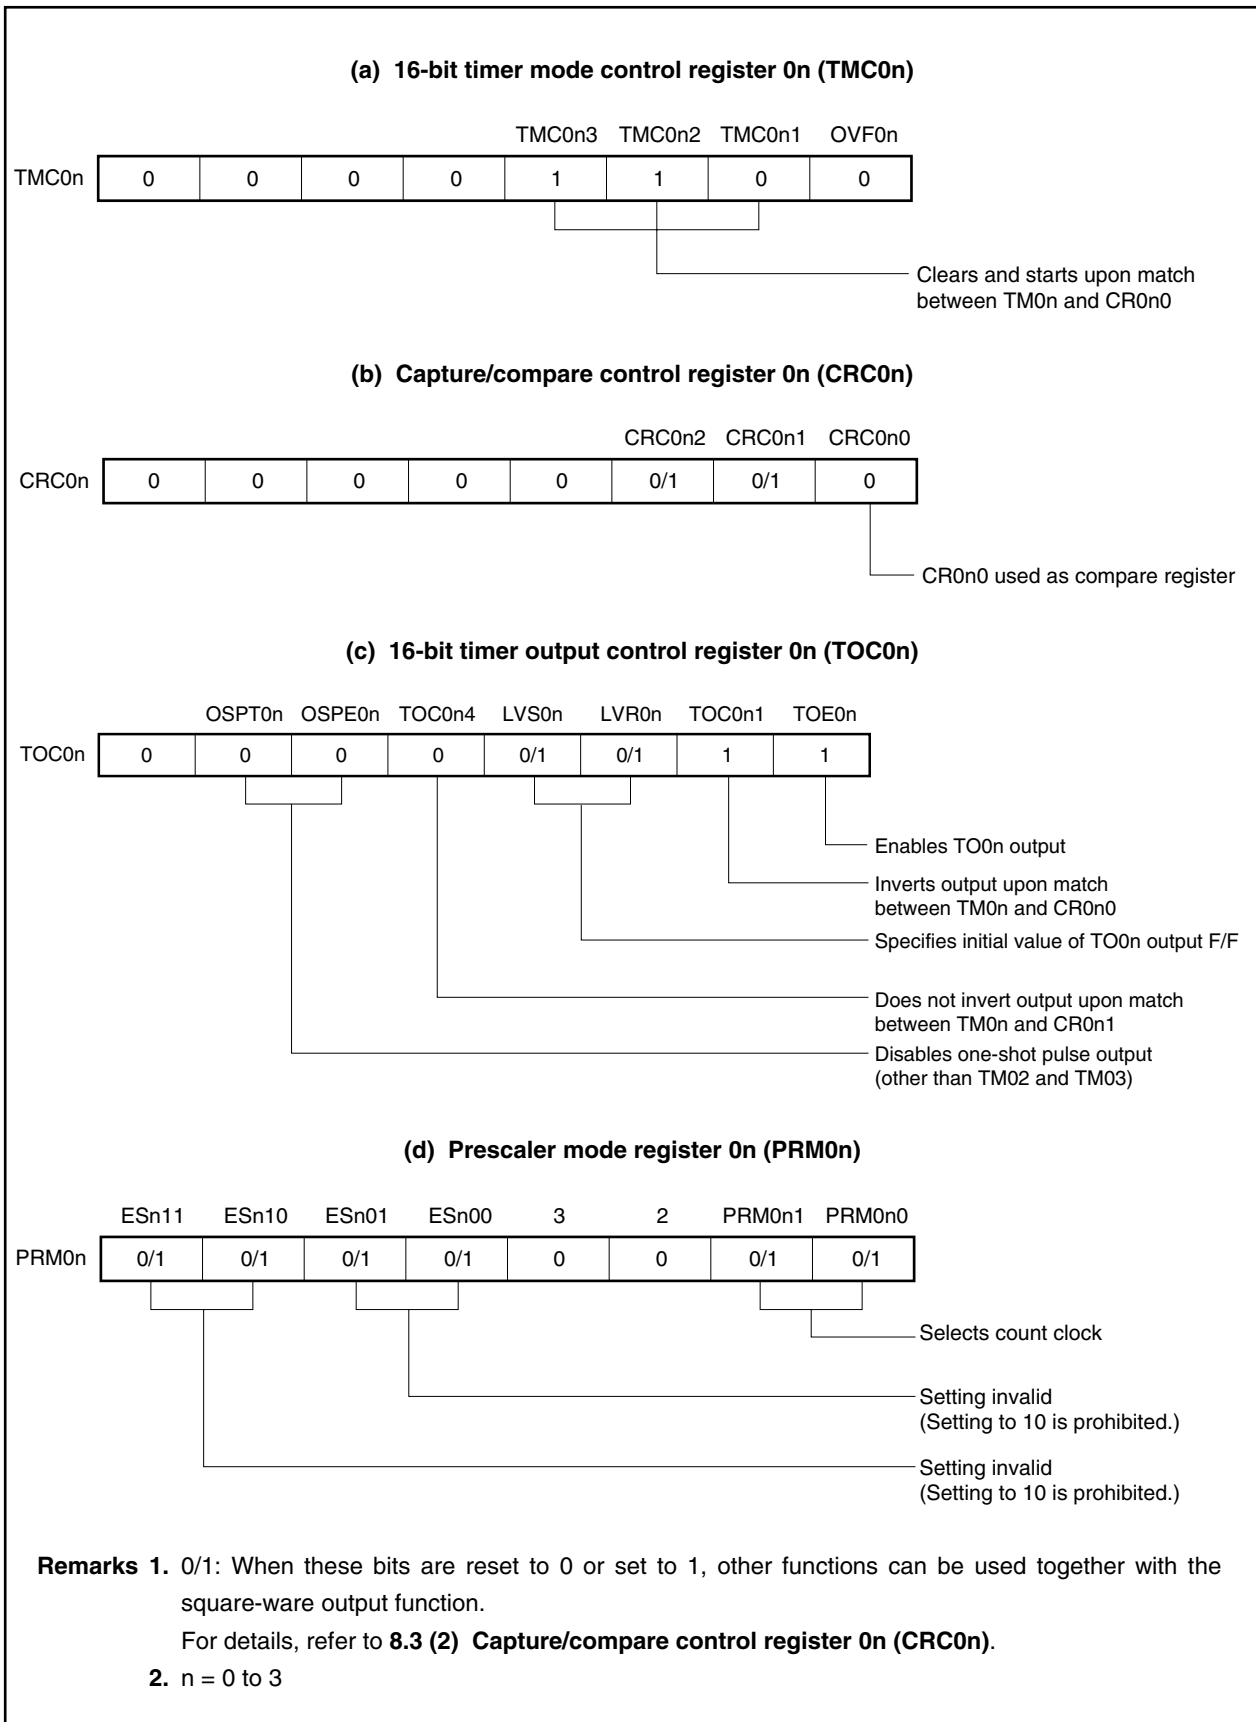 (a) 16-bit timer mode control register 0n (TMC0n)
TMC0n3 TMC0n2 TMC0n1 OVF0n
TMC0n 0 0 0 0 1 1 0 0
Clears and starts upon match
between TM0n and CR0n0
(b) Capture/compare control register 0n (CRC0n)
CRC0n2 CRC0n1 CRC0n0
CRC0n 0 0 0 0 0 0/1 0/1 0
CR0n0 used as compare register
(c) 16-bit timer output control register 0n (TOC0n)
OSPT0n OSPE0n TOC0n4 LVS0n LVR0n TOC0n1 TOE0n
TOC0n 0 0 0 0 0/1 0/1 1 1
Enables TO0n output
Inverts output upon match
between TM0n and CR0n0
Specifies initial value of TO0n output F/F
Does not invert output upon match
between TM0n and CR0n1
Disables one-shot pulse output
(other than TM02 and TM03)
(d) Prescaler mode register 0n (PRM0n)
ESn11 ESn10 ESn01 ESn00 3 2 PRM0n1 PRM0n0
PRM0n 0/1 0/1 0/1 0/1 0 0 0/1 0/1
Selects count clock
Setting invalid
(Setting to 10 is prohibited.)
Setting invalid
(Setting to 10 is prohibited.)
Remarks 1. 0/1: When these bits are reset to 0 or set to 1, other functions can be used together with the
square-ware output function.
For details, refer to 8.3 (2) Capture/compare control register 0n (CRC0n).
2. n = 0 to 3